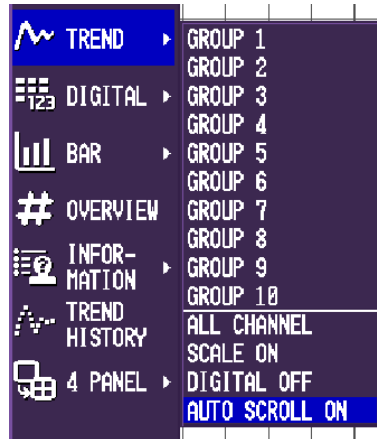 TREND
DIGITAL
123
BAR
OVERVIEW
INFOR-
MATION
TREND
HISTORY
4 PANEL
GROUP 1
GROUP 2
GROUP 3
GROUP 4
GROUP 5
GROUP 6
GROUP 7
GROUP 8
GROUP 9
GROUP 10
ALL CHANNEL
SCALE ON
DIGITAL OFF
AUTO SCROLL ON